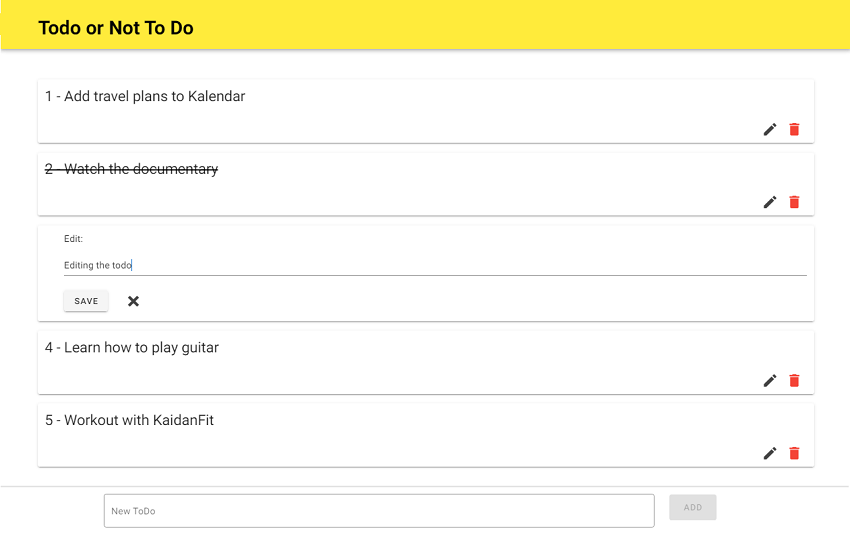 Todo or Not To Do
1 - Add travel plans to Kalendar
2 - Watch the documentary
Edit:
Editing the todo
SAVE
4 - Learn how to play guitar
5 - Workout with KaidanFit
New ToDo
ADD